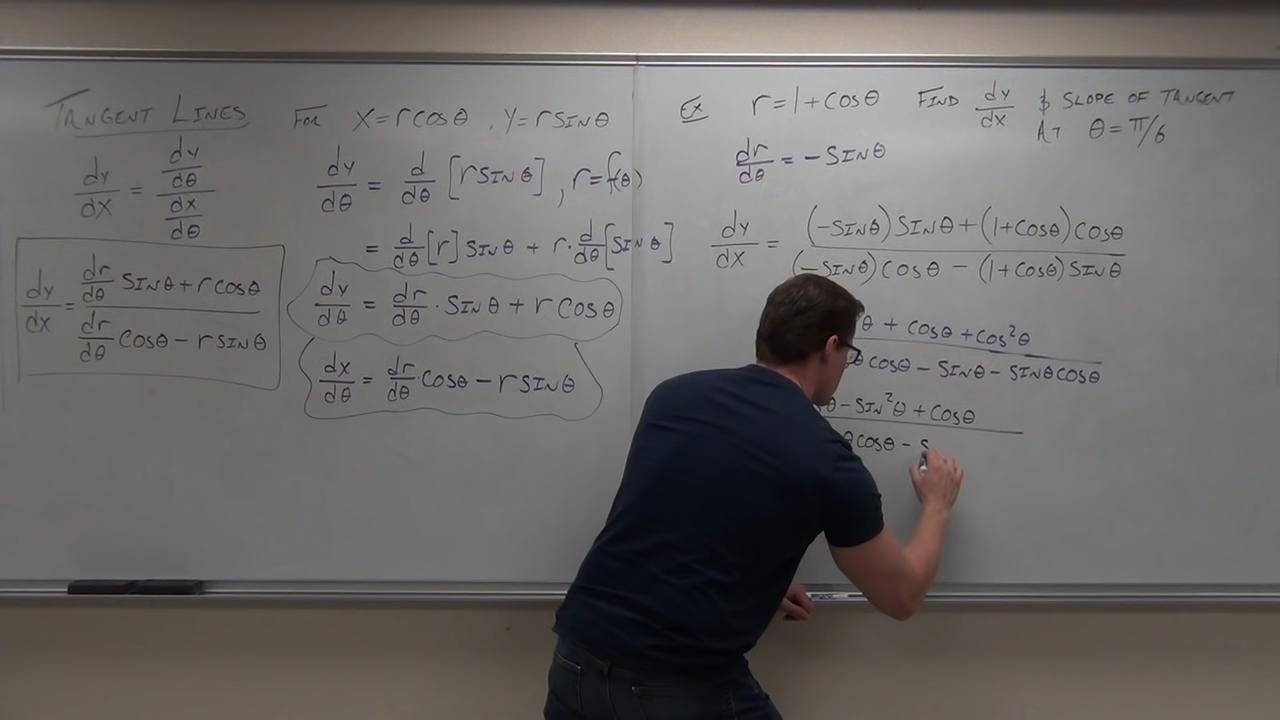 TANGENT LINES
dy/dx = (dy/dθ)/(dx/dθ)
dy/dx = (dr/dθ SINθ + r COSθ)/(dr/dθ COSθ − r SINθ)
FOR X = r COSθ , Y = r SINθ
dy/dθ = d/dθ [r SINθ] , r = f(θ)
= d/dθ [r] SINθ + r · d/dθ [SINθ]
dy/dθ = dr/dθ · SINθ + r COSθ
dx/dθ = dr/dθ · COSθ − r SINθ
EX r = 1 + COSθ FIND dy/dx & SLOPE OF TANGENT
AT θ = π/6
dr/dθ = −SINθ
dy/dx = ((−SINθ) SINθ + (1+COSθ) COSθ)/((−SINθ) COSθ − (1+COSθ) SINθ)
θ + COSθ + COS²θ
θ COSθ − SINθ − SINθ COSθ
θ − SIN²θ + COSθ
θ COSθ − S